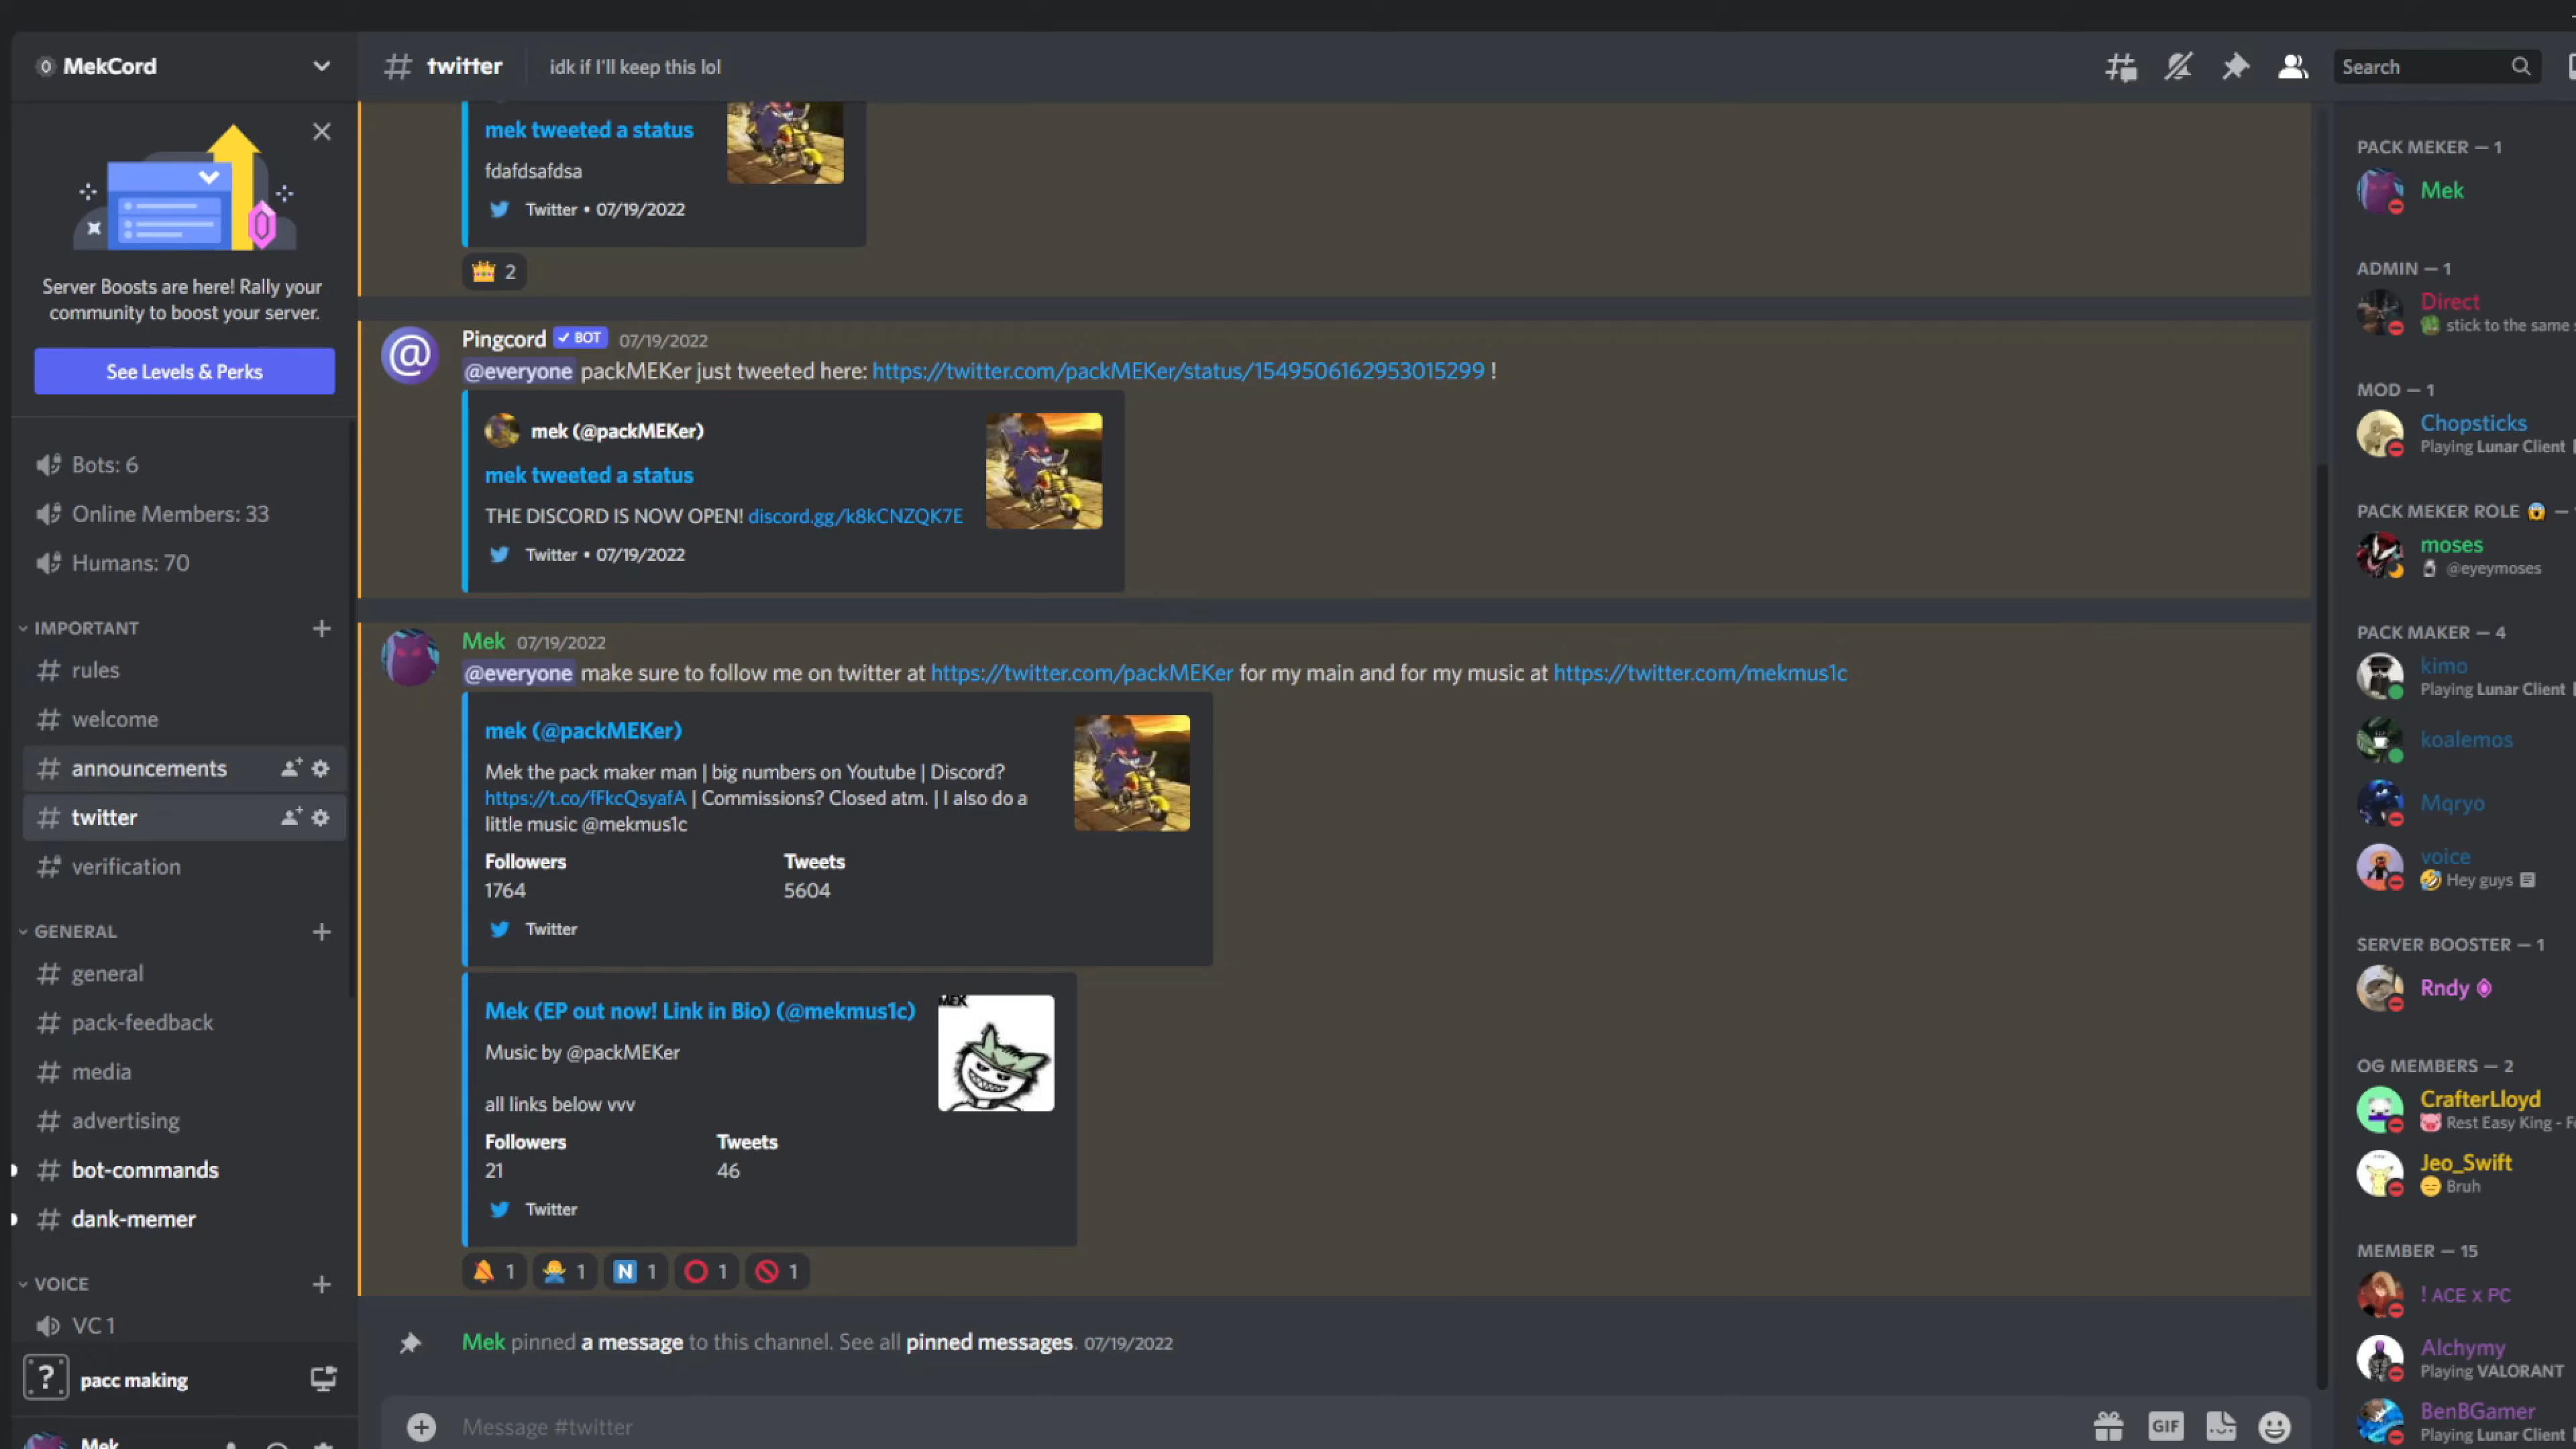 MekCord
# twitter idk if I'll keep this lol
Search
Server Boosts are here! Rally your
community to boost your server.
See Levels & Perks
Bots: 6
Online Members: 33
Humans: 70
IMPORTANT
rules
welcome
announcements
twitter
verification
GENERAL
general
pack-feedback
media
advertising
bot-commands
dank-memer
VOICE
VC 1
pacc making
Mek
mek tweeted a status
fdafdsafdsa
Twitter • 07/19/2022
2
Pingcord BOT 07/19/2022
@everyone packMEKer just tweeted here: https://twitter.com/packMEKer/status/1549506162953015299 !
mek (@packMEKer)
mek tweeted a status
THE DISCORD IS NOW OPEN! discord.gg/k8kCNZQK7E
Twitter • 07/19/2022
Mek 07/19/2022
@everyone make sure to follow me on twitter at https://twitter.com/packMEKer for my main and for my music at https://twitter.com/mekmus1c
mek (@packMEKer)
Mek the pack maker man | big numbers on Youtube | Discord?
https://t.co/fFkcQsyafA | Commissions? Closed atm. | I also do a
little music @mekmus1c
Followers Tweets
1764 5604
Twitter
Mek (EP out now! Link in Bio) (@mekmus1c)
MEK
Music by @packMEKer
all links below vvv
Followers Tweets
21 46
Twitter
1 1 N 1 1 1
Mek pinned a message to this channel. See all pinned messages. 07/19/2022
Message #twitter
GIF
PACK MEKER — 1
Mek
ADMIN — 1
Direct
stick to the same
MOD — 1
Chopsticks
Playing Lunar Client
PACK MEKER ROLE 😱 —
moses
@eyeymoses
PACK MAKER — 4
kimo
Playing Lunar Client
koalemos
Mqryo
voice
🤣 Hey guys
SERVER BOOSTER — 1
Rndy
OG MEMBERS — 2
CrafterLloyd
🐷 Rest Easy King -
Jeo_Swift
😑 Bruh
MEMBER — 15
! ACE x PC
Alchymy
Playing VALORANT
BenBGamer
Playing Lunar Client